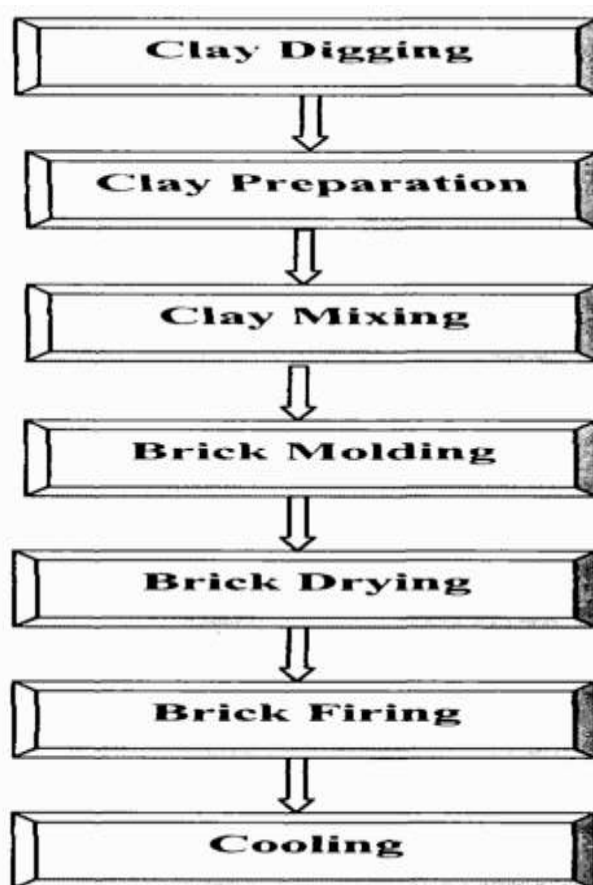 Clay Digging
Clay Preparation
Clay Mixing
Brick Molding
Brick Drying
Brick Firing
Cooling